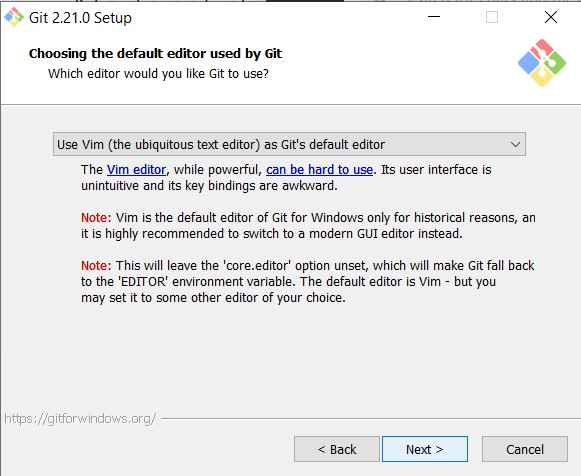 Git 2.21.0 Setup
Choosing the default editor used by Git
Which editor would you like Git to use?
Use Vim (the ubiquitous text editor) as Git's default editor
The Vim editor, while powerful, can be hard to use. Its user interface is
unintuitive and its key bindings are awkward.
Note: Vim is the default editor of Git for Windows only for historical reasons, an
it is highly recommended to switch to a modern GUI editor instead.
Note: This will leave the 'core.editor' option unset, which will make Git fall back
to the 'EDITOR' environment variable. The default editor is Vim - but you
may set it to some other editor of your choice.
https://gitforwindows.org/
< Back
Next >
Cancel